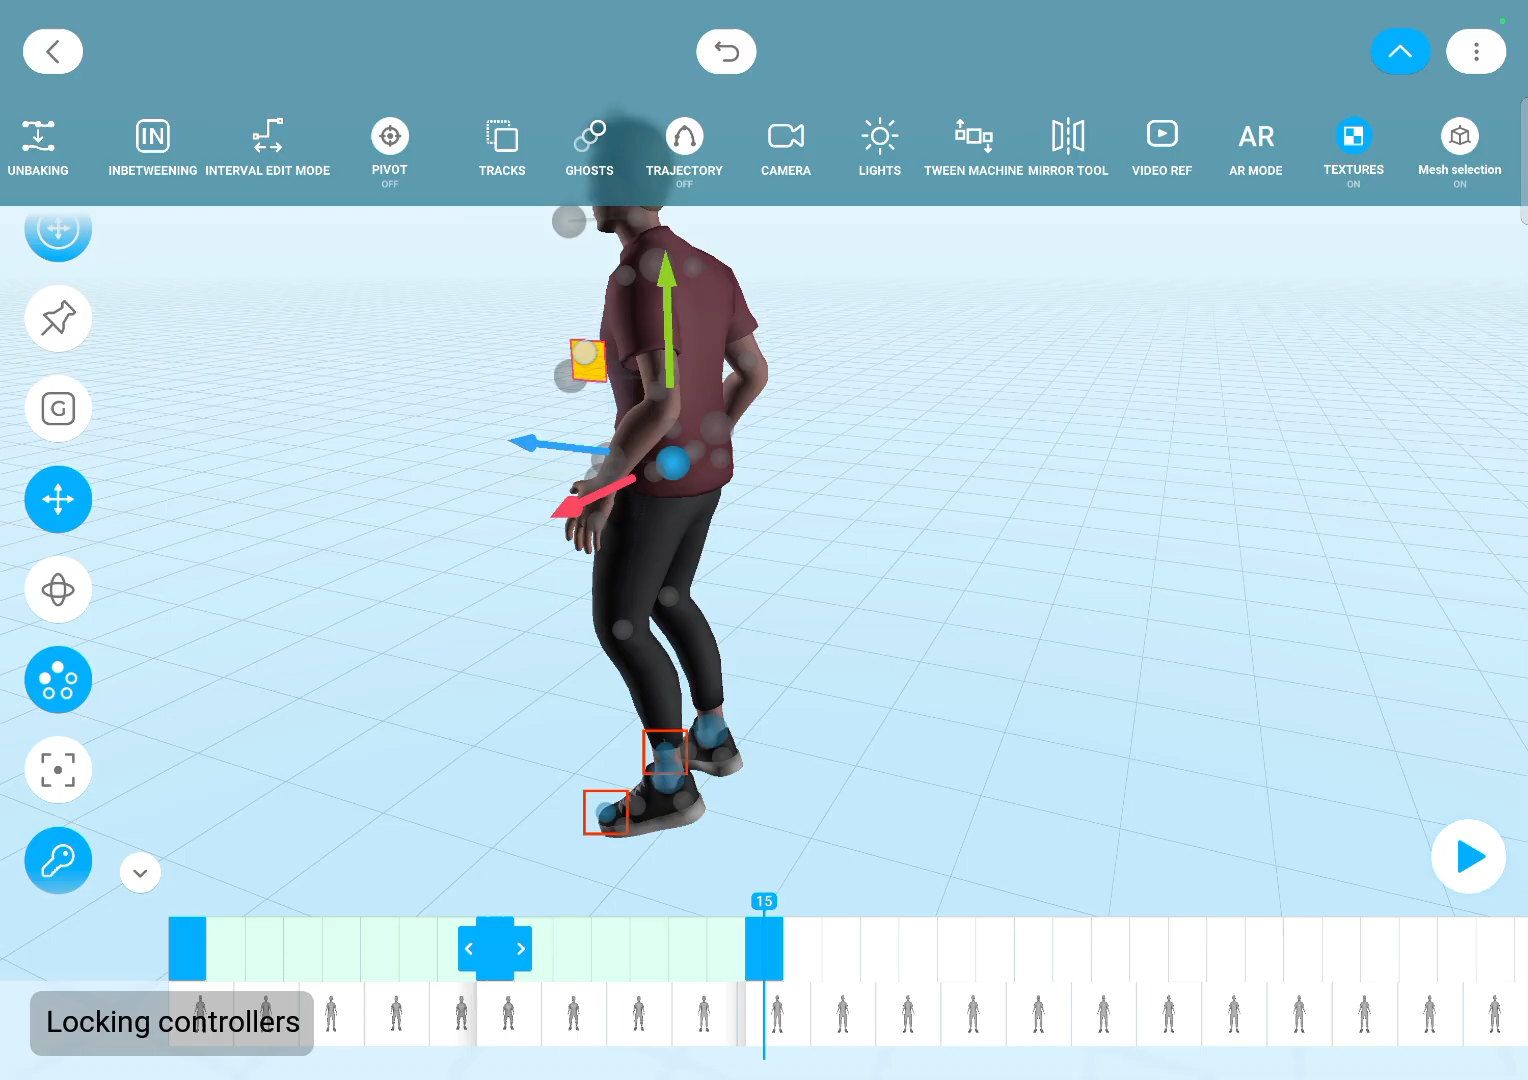 UNBAKING
IN
INBETWEENING
INTERVAL EDIT MODE
PIVOT
OFF
TRACKS
GHOSTS
TRAJECTORY
OFF
CAMERA
LIGHTS
TWEEN MACHINE
MIRROR TOOL
VIDEO REF
AR
AR MODE
TEXTURES
ON
Mesh selection
ON
G
15
Locking controllers